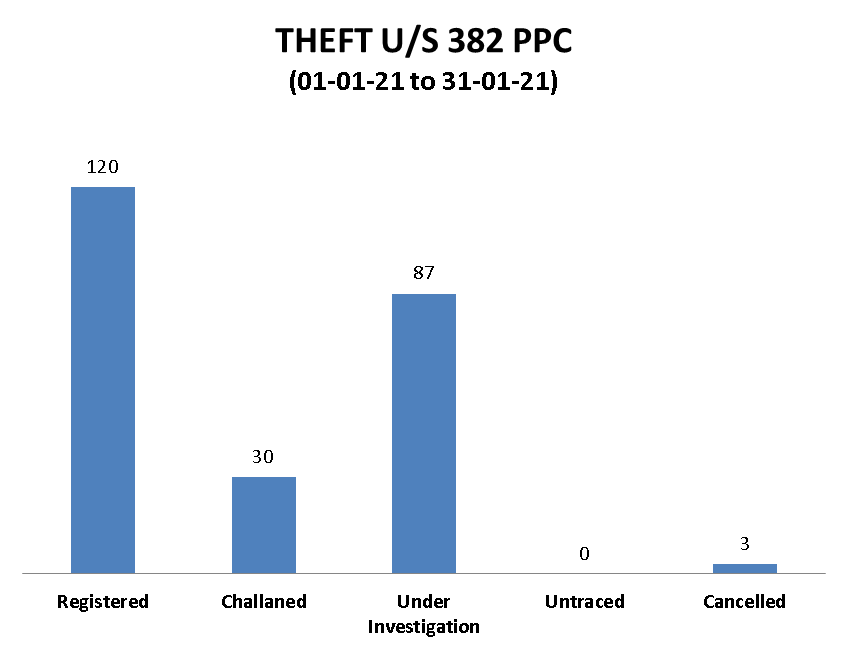 THEFT U/S 382 PPC
(01-01-21 to 31-01-21)
120
30
87
0
3
Registered
Challaned
Under
Investigation
Untraced
Cancelled